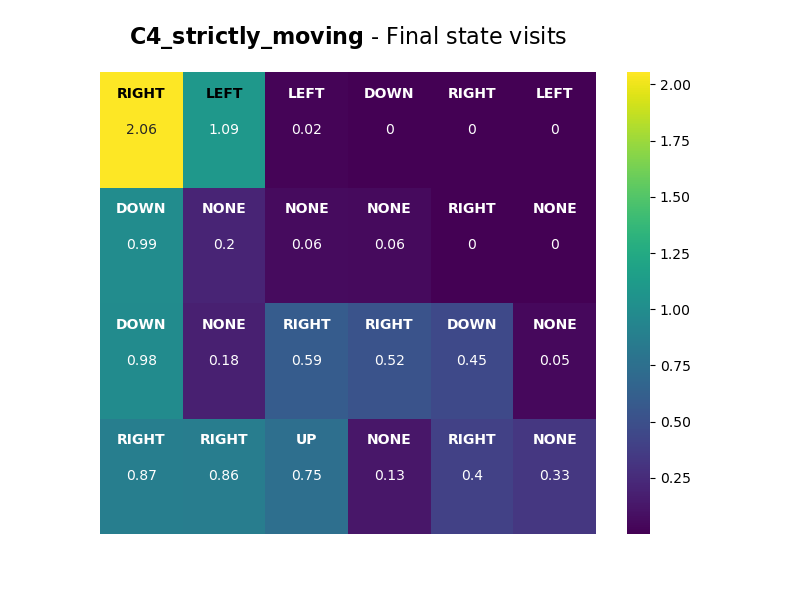 C4_strictly_moving - Final state visits
RIGHT LEFT LEFT DOWN RIGHT LEFT
2.06 1.09 0.02 0 0 0
DOWN NONE NONE NONE RIGHT NONE
0.99 0.2 0.06 0.06 0 0
DOWN NONE RIGHT RIGHT DOWN NONE
0.98 0.18 0.59 0.52 0.45 0.05
RIGHT RIGHT UP NONE RIGHT NONE
0.87 0.86 0.75 0.13 0.4 0.33
2.00
1.75
1.50
1.25
1.00
0.75
0.50
0.25